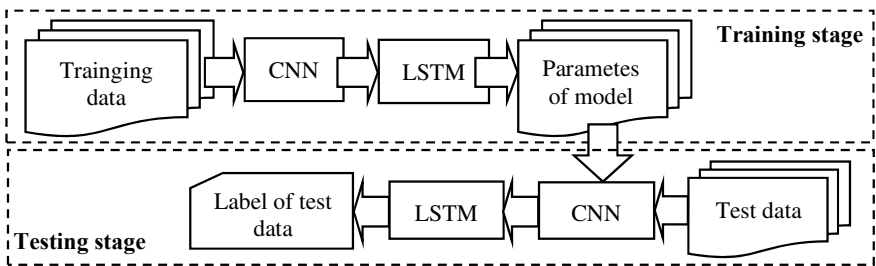 Training stage
Trainging
data
CNN
LSTM
Parametes
of model
Label of test
data
LSTM
CNN
Test data
Testing stage